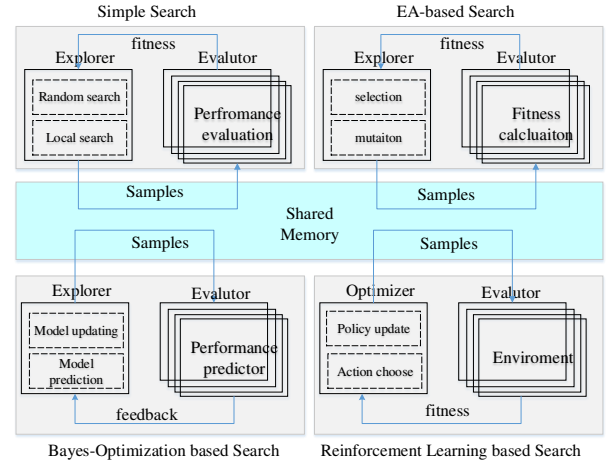 Simple Search
EA-based Search
fitness
Explorer
Evalutor
Random search
Local search
Perfromance
evaluation
Samples
fitness
Explorer
Evalutor
selection
mutaiton
Fitness
calcluaiton
Samples
Shared
Memory
Samples
Explorer
Evalutor
Model updating
Model
prediction
Performance
predictor
feedback
Samples
Optimizer
Evalutor
Policy update
Action choose
Enviroment
fitness
Bayes-Optimization based Search
Reinforcement Learning based Search